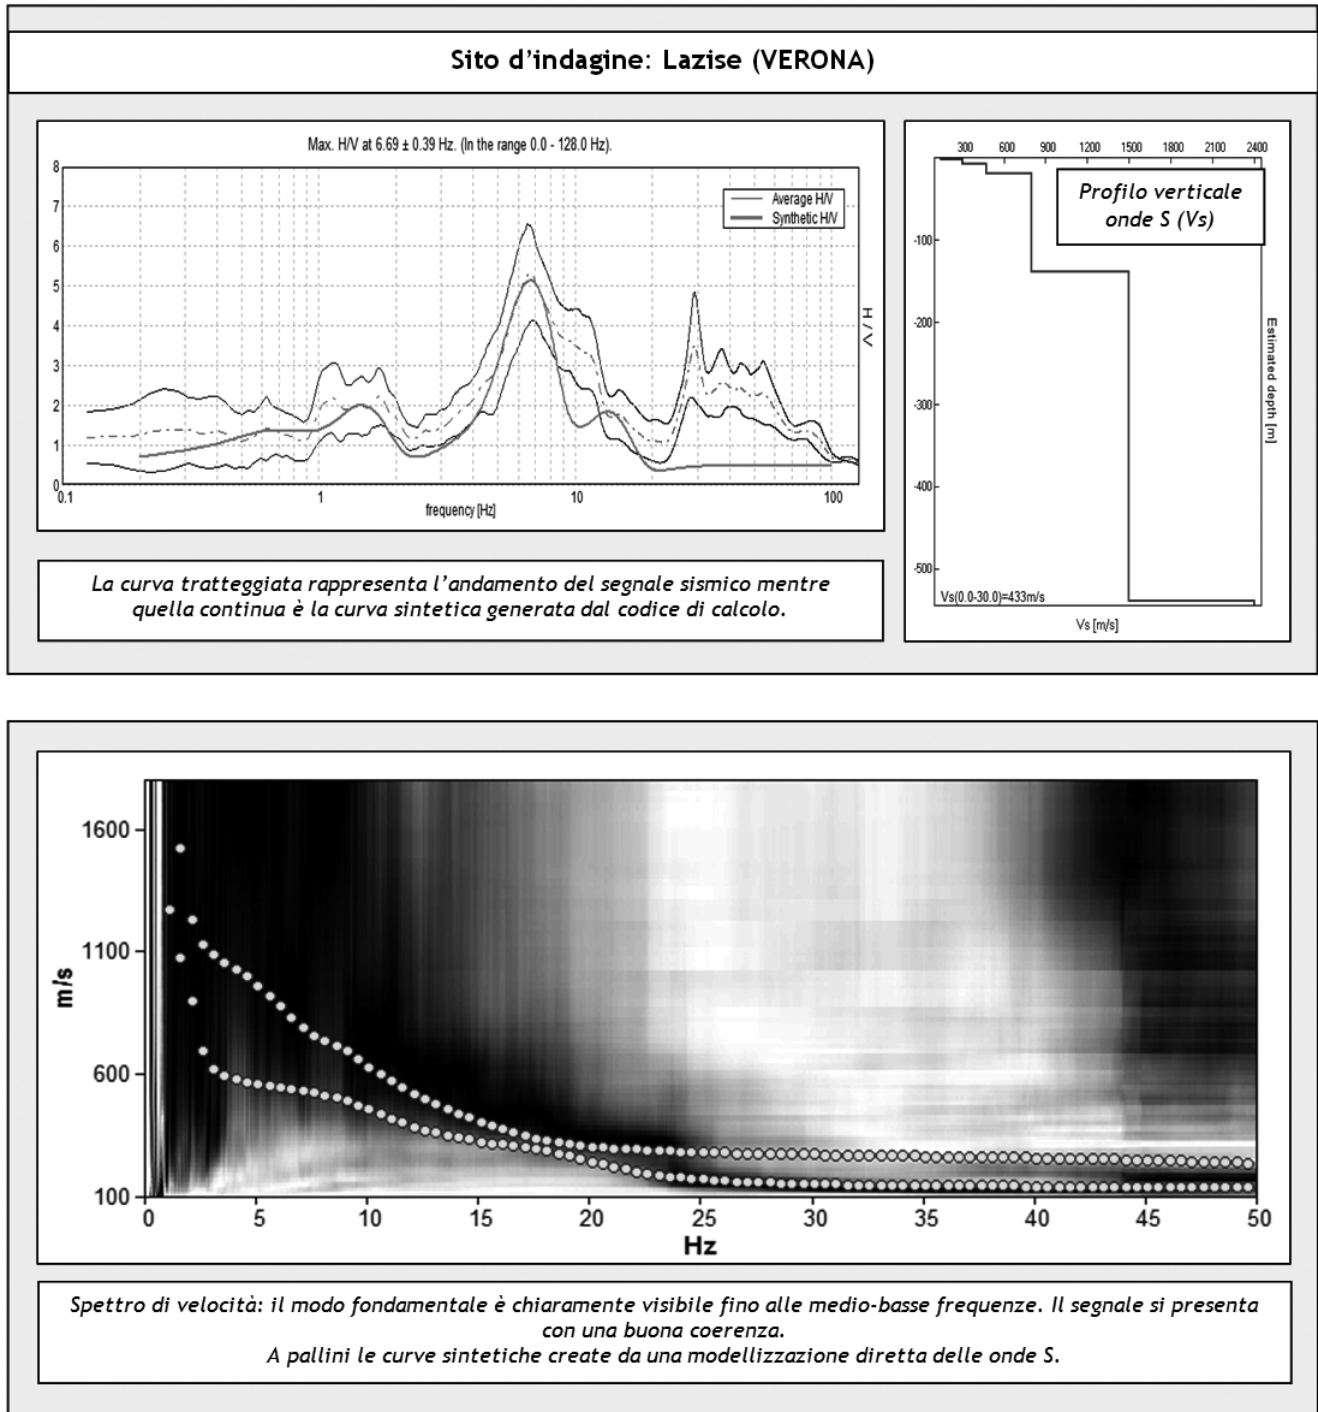 Sito d'indagine: Lazise (VERONA)
Max. H/V at 6.69 ± 0.39 Hz. (In the range 0.0 - 128.0 Hz).
8
7
6
5
4
3
2
1
0
0.1 1 10 100
frequency [Hz]
H / V
Average H/V
Synthetic H/V
La curva tratteggiata rappresenta l'andamento del segnale sismico mentre
quella continua è la curva sintetica generata dal codice di calcolo.
300 600 900 1200 1500 1800 2100 2400
Profilo verticale
onde S (Vs)
-100
-200
-300
-400
-500
Estimated depth [m]
Vs(0.0-30.0)=433m/s
Vs [m/s]
1600
1100
600
100
m/s
0 5 10 15 20 25 30 35 40 45 50
Hz
Spettro di velocità: il modo fondamentale è chiaramente visibile fino alle medio-basse frequenze. Il segnale si presenta
con una buona coerenza.
A pallini le curve sintetiche create da una modellizzazione diretta delle onde S.